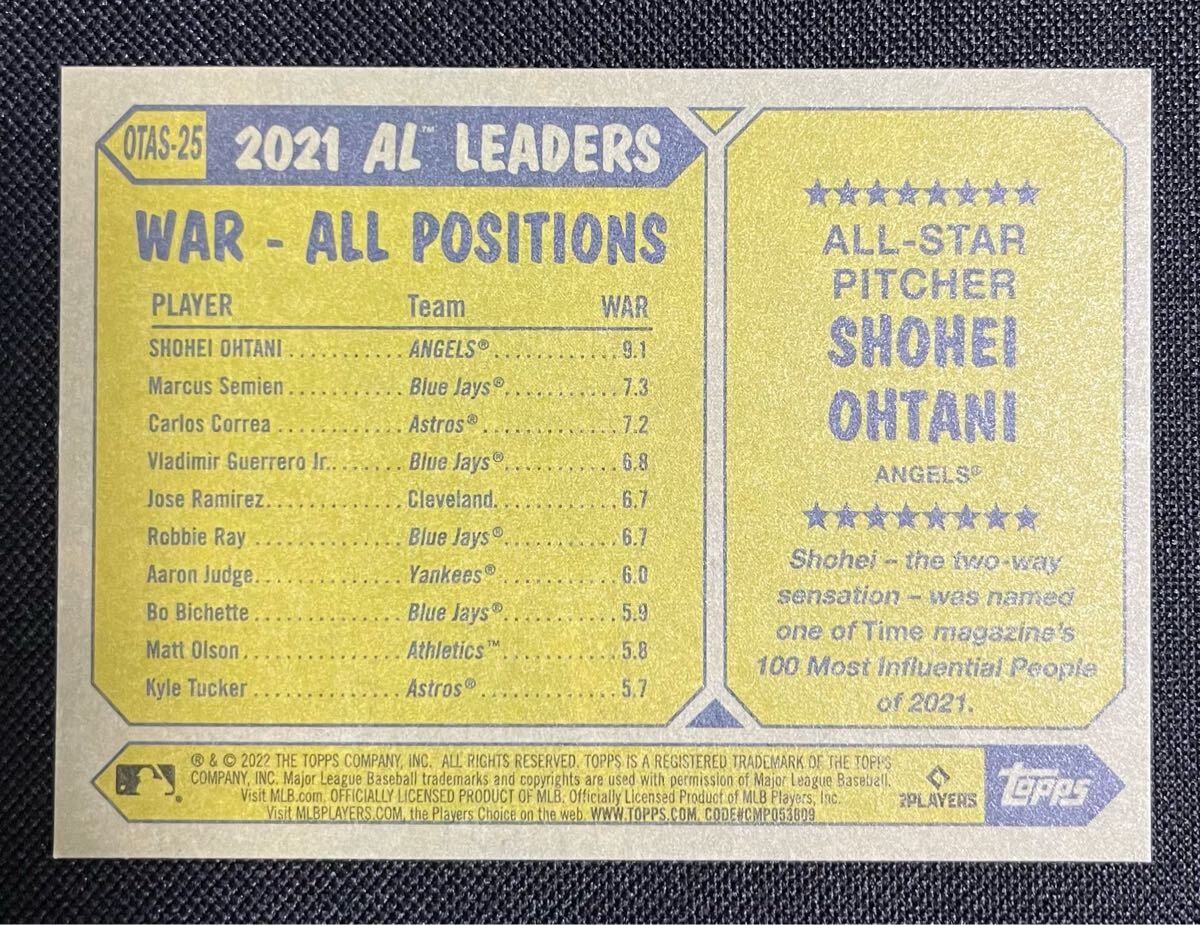 OTAS-25 2021 AL™ LEADERS
WAR - ALL POSITIONS
PLAYER Team WAR
SHOHEI OHTANI........... ANGELS®............ 9.1
Marcus Semien........... Blue Jays®........... 7.3
Carlos Correa............ Astros®............. 7.2
Vladimir Guerrero Jr....... Blue Jays®........... 6.8
Jose Ramirez............. Cleveland............ 6.7
Robbie Ray.............. Blue Jays®........... 6.7
Aaron Judge.............. Yankees®............ 6.0
Bo Bichette.............. Blue Jays®........... 5.9
Matt Olson............... Athletics™........... 5.8
Kyle Tucker.............. Astros®............. 5.7
ALL-STAR
PITCHER
SHOHEI
OHTANI
ANGELS®
Shohei – the two-way
sensation – was named
one of Time magazine's
100 Most Influential People
of 2021.
® & © 2022 THE TOPPS COMPANY, INC. ALL RIGHTS RESERVED. TOPPS IS A REGISTERED TRADEMARK OF THE TOPPS
COMPANY, INC. Major League Baseball trademarks and copyrights are used with permission of Major League Baseball.
Visit MLB.com. OFFICIALLY LICENSED PRODUCT OF MLB. Officially Licensed Product of MLB Players, Inc.
Visit MLBPLAYERS.COM, the Players Choice on the web. WWW.TOPPS.COM. CODE#CMP053809
PLAYERS
topps